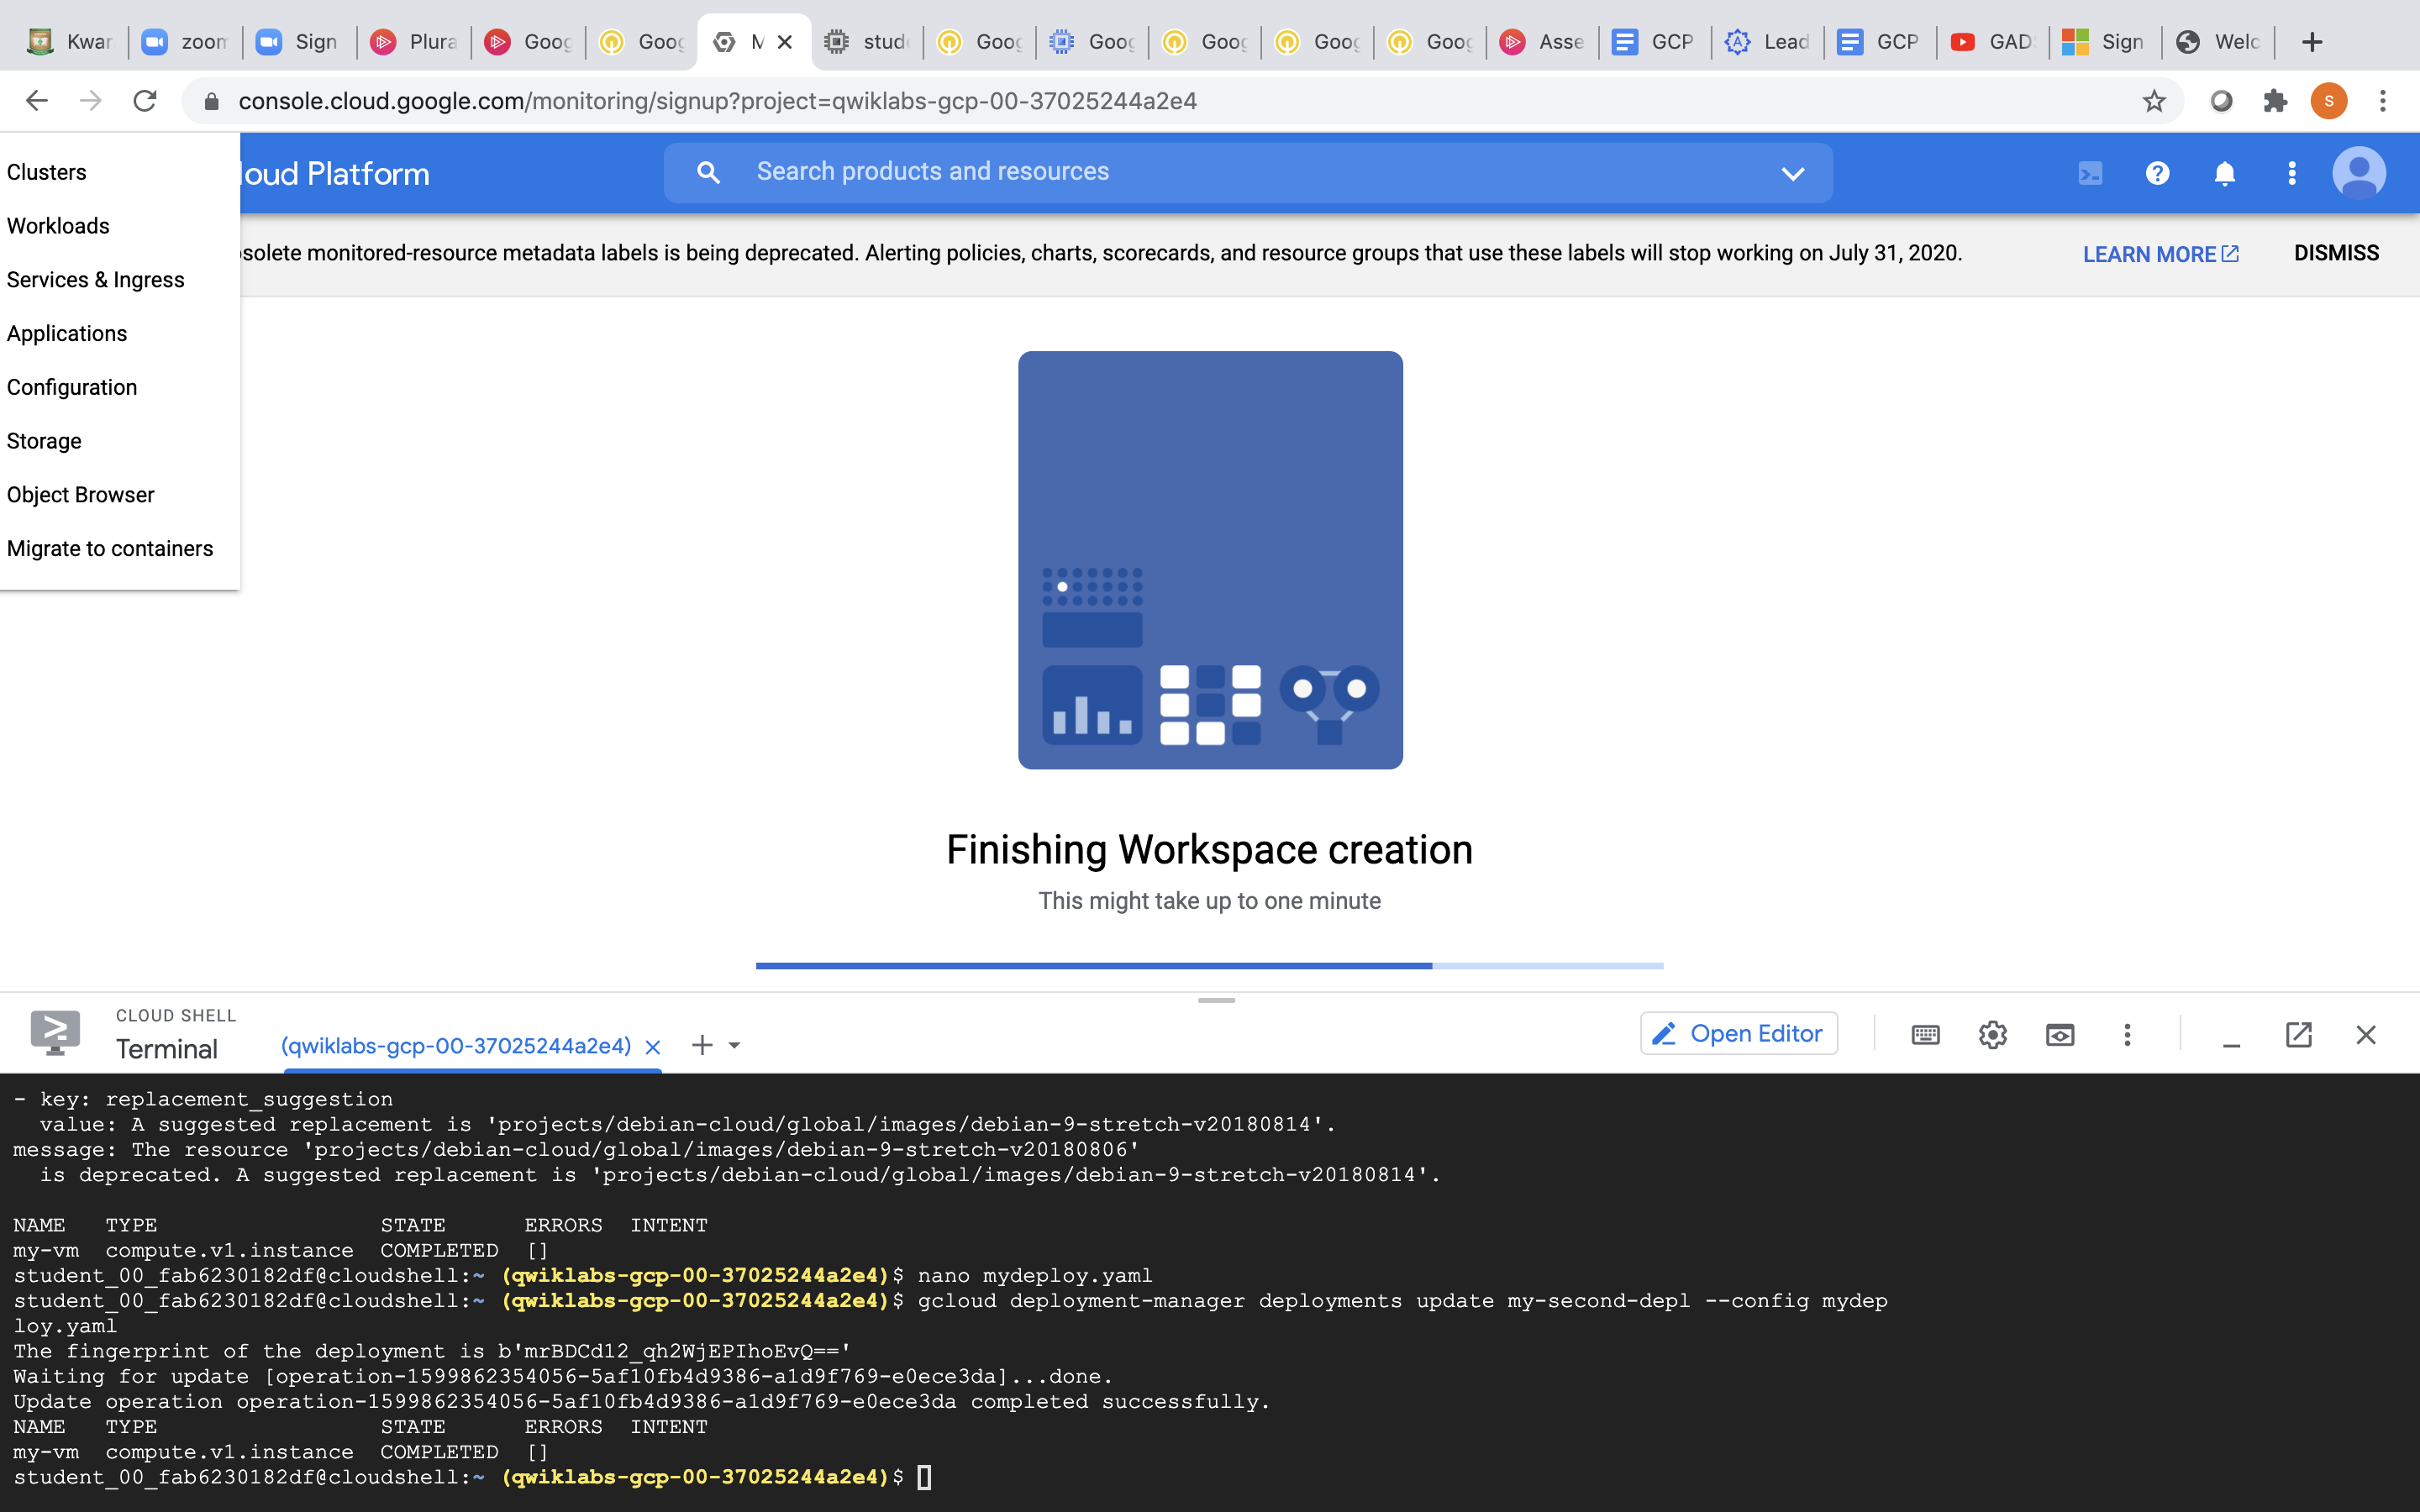 Kwar
zoom
Sign
Plura
Goog
Goog
M
stud
Goog
Goog
Goog
Goog
Goog
Asse
GCP
Lead
GCP
GAD
Sign
Welc
console.cloud.google.com/monitoring/signup?project=qwiklabs-gcp-00-37025244a2e4
S
loud Platform
Search products and resources
Clusters
Workloads
Services & Ingress
Applications
Configuration
Storage
Object Browser
Migrate to containers
solete monitored-resource metadata labels is being deprecated. Alerting policies, charts, scorecards, and resource groups that use these labels will stop working on July 31, 2020.
LEARN MORE
DISMISS
Finishing Workspace creation
This might take up to one minute
CLOUD SHELL
Terminal
(qwiklabs-gcp-00-37025244a2e4)
Open Editor
- key: replacement_suggestion
value: A suggested replacement is 'projects/debian-cloud/global/images/debian-9-stretch-v20180814'.
message: The resource 'projects/debian-cloud/global/images/debian-9-stretch-v20180806'
is deprecated. A suggested replacement is 'projects/debian-cloud/global/images/debian-9-stretch-v20180814'.
NAME TYPE STATE ERRORS INTENT
my-vm compute.v1.instance COMPLETED []
student_00_fab6230182df@cloudshell:~ (qwiklabs-gcp-00-37025244a2e4)$ nano mydeploy.yaml
student_00_fab6230182df@cloudshell:~ (qwiklabs-gcp-00-37025244a2e4)$ gcloud deployment-manager deployments update my-second-depl --config mydep
loy.yaml
The fingerprint of the deployment is b'mrBDCd12_qh2WjEPIhoEvQ=='
Waiting for update [operation-1599862354056-5af10fb4d9386-a1d9f769-e0ece3da]...done.
Update operation operation-1599862354056-5af10fb4d9386-a1d9f769-e0ece3da completed successfully.
NAME TYPE STATE ERRORS INTENT
my-vm compute.v1.instance COMPLETED []
student_00_fab6230182df@cloudshell:~ (qwiklabs-gcp-00-37025244a2e4)$